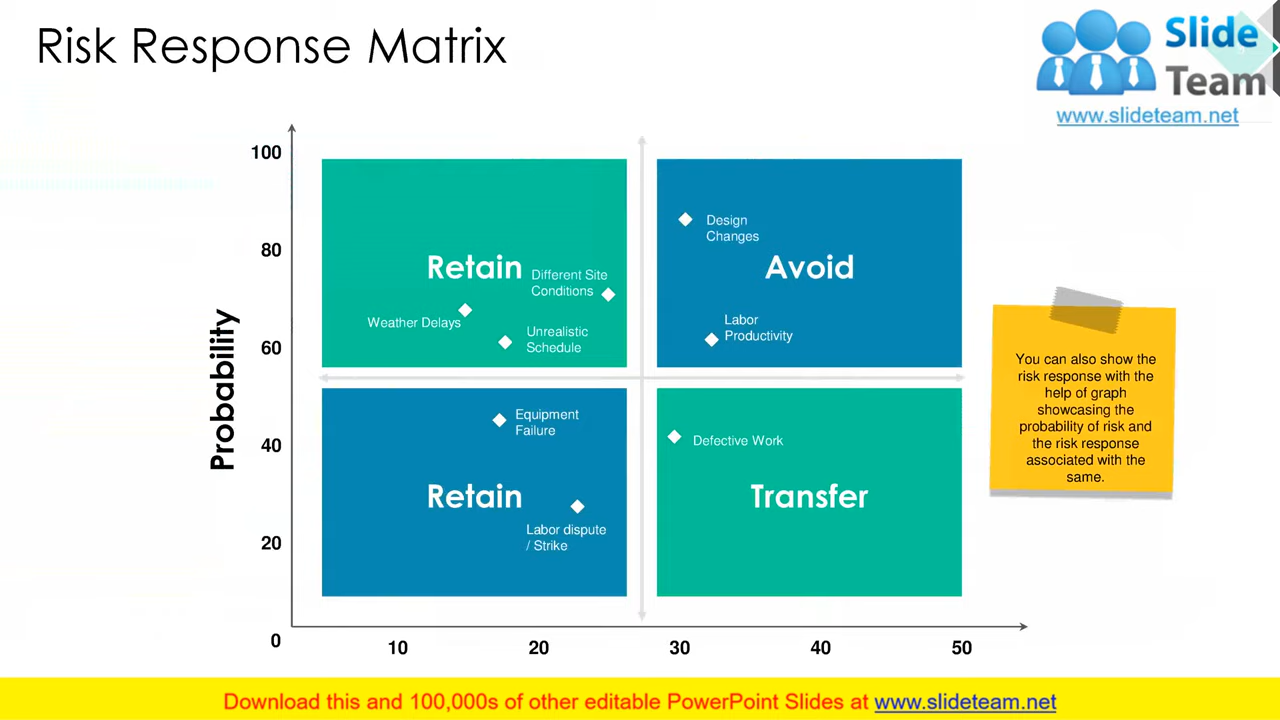 Risk Response Matrix
Slide
Team
www.slideteam.net
Probability
100
80
60
40
20
0
10
20
30
40
50
Retain
Different Site
Conditions
Weather Delays
Unrealistic
Schedule
Avoid
Design
Changes
Labor
Productivity
Retain
Equipment
Failure
Labor dispute
/ Strike
Transfer
Defective Work
You can also show the
risk response with the
help of graph
showcasing the
probability of risk and
the risk response
associated with the
same.
Download this and 100,000s of other editable PowerPoint Slides at www.slideteam.net